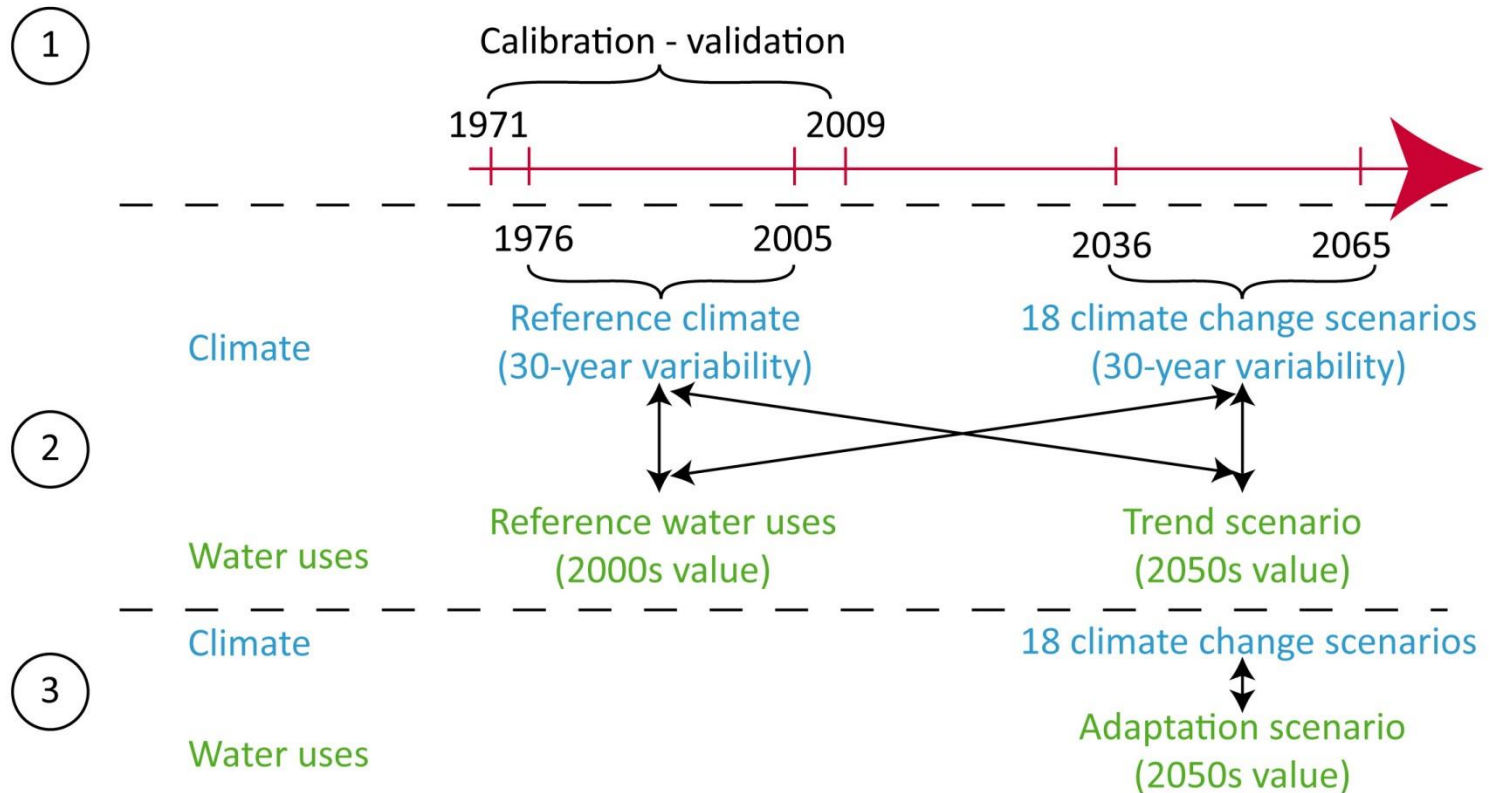 1
Calibration - validation
1971 2009
1976 2005 2036 2065
Reference climate 18 climate change scenarios
Climate
(30-year variability) (30-year variability)
2
Reference water uses Trend scenario
Water uses
(2000s value) (2050s value)
Climate 18 climate change scenarios
3
Adaptation scenario
Water uses
(2050s value)